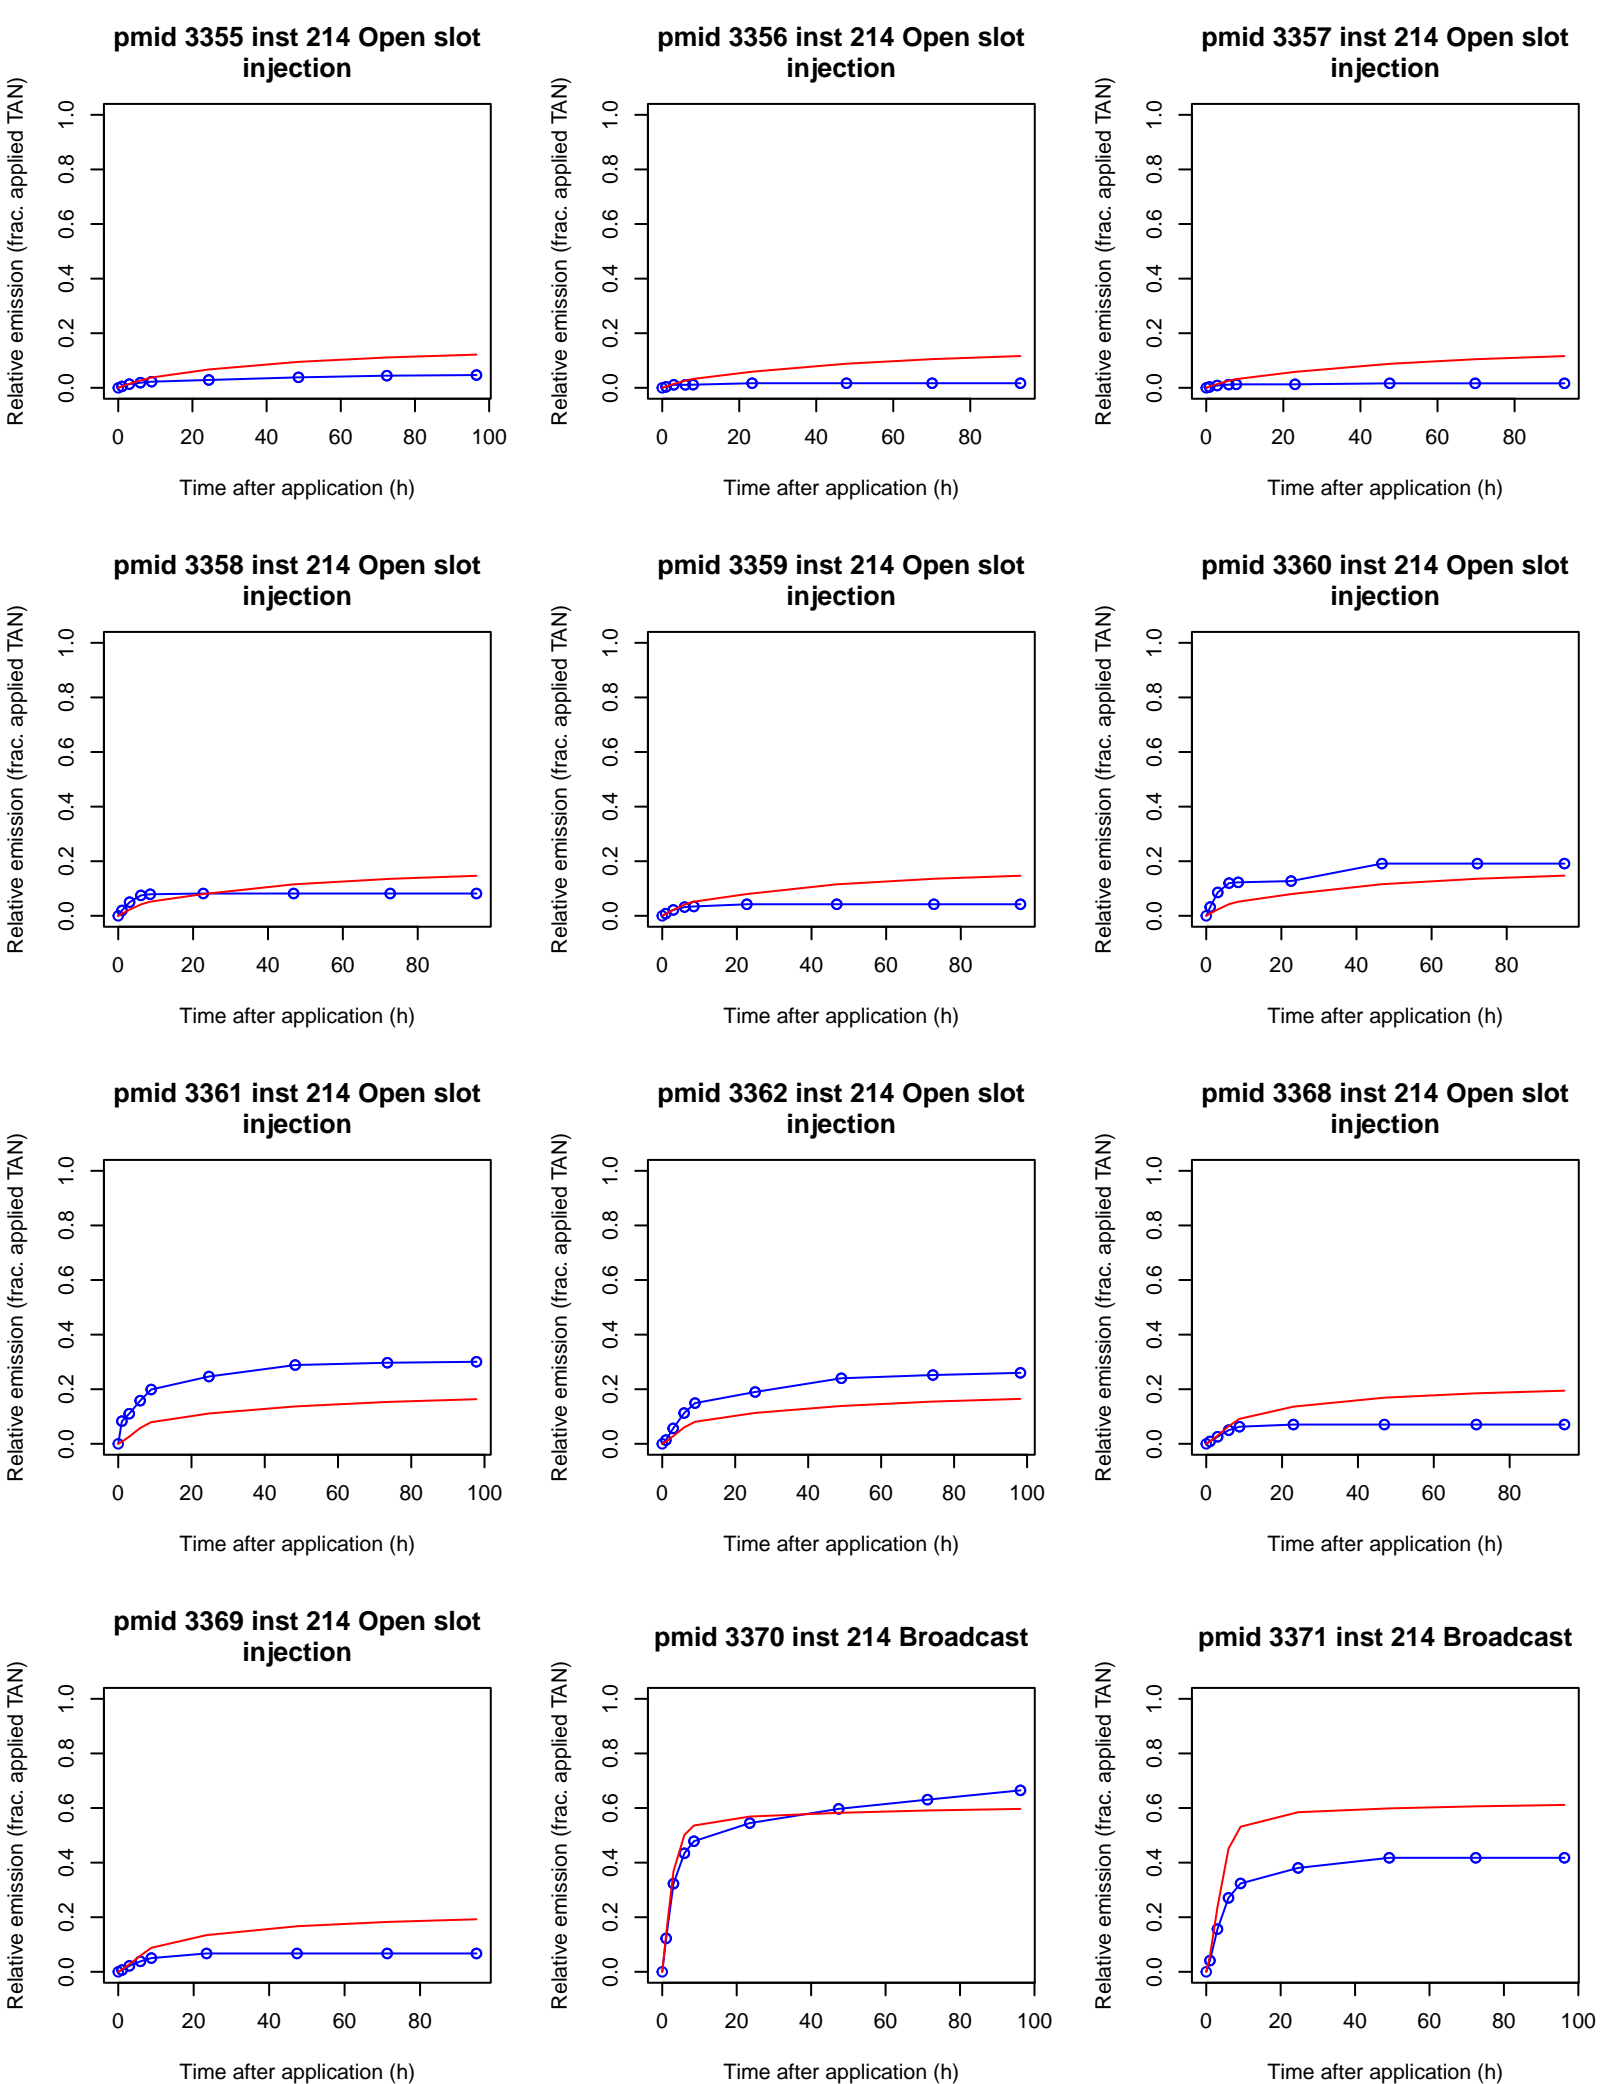 pmid 3355 inst 214 Open slot
injection
Relative emission (frac. applied TAN)
0.0 0.2 0.4 0.6 0.8 1.0
0 20 40 60 80 100
Time after application (h)
pmid 3356 inst 214 Open slot
injection
Relative emission (frac. applied TAN)
0.0 0.2 0.4 0.6 0.8 1.0
0 20 40 60 80
Time after application (h)
pmid 3357 inst 214 Open slot
injection
Relative emission (frac. applied TAN)
0.0 0.2 0.4 0.6 0.8 1.0
0 20 40 60 80
Time after application (h)
pmid 3358 inst 214 Open slot
injection
Relative emission (frac. applied TAN)
0.0 0.2 0.4 0.6 0.8 1.0
0 20 40 60 80
Time after application (h)
pmid 3359 inst 214 Open slot
injection
Relative emission (frac. applied TAN)
0.0 0.2 0.4 0.6 0.8 1.0
0 20 40 60 80
Time after application (h)
pmid 3360 inst 214 Open slot
injection
Relative emission (frac. applied TAN)
0.0 0.2 0.4 0.6 0.8 1.0
0 20 40 60 80
Time after application (h)
pmid 3361 inst 214 Open slot
injection
Relative emission (frac. applied TAN)
0.0 0.2 0.4 0.6 0.8 1.0
0 20 40 60 80 100
Time after application (h)
pmid 3362 inst 214 Open slot
injection
Relative emission (frac. applied TAN)
0.0 0.2 0.4 0.6 0.8 1.0
0 20 40 60 80 100
Time after application (h)
pmid 3368 inst 214 Open slot
injection
Relative emission (frac. applied TAN)
0.0 0.2 0.4 0.6 0.8 1.0
0 20 40 60 80
Time after application (h)
pmid 3369 inst 214 Open slot
injection
Relative emission (frac. applied TAN)
0.0 0.2 0.4 0.6 0.8 1.0
0 20 40 60 80
Time after application (h)
pmid 3370 inst 214 Broadcast
Relative emission (frac. applied TAN)
0.0 0.2 0.4 0.6 0.8 1.0
0 20 40 60 80 100
Time after application (h)
pmid 3371 inst 214 Broadcast
Relative emission (frac. applied TAN)
0.0 0.2 0.4 0.6 0.8 1.0
0 20 40 60 80 100
Time after application (h)